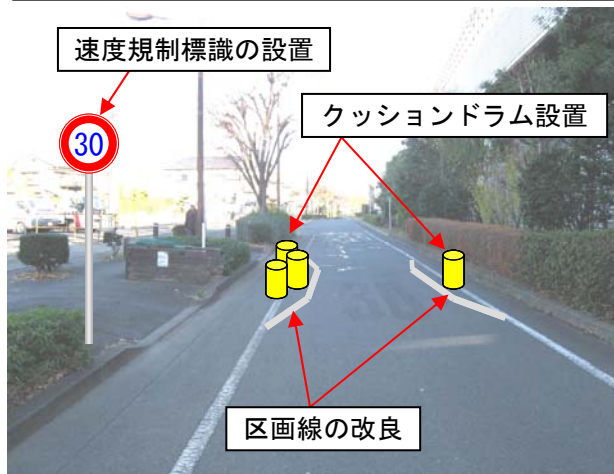 速度規制標識の設置
クッションドラム設置
30
区画線の改良